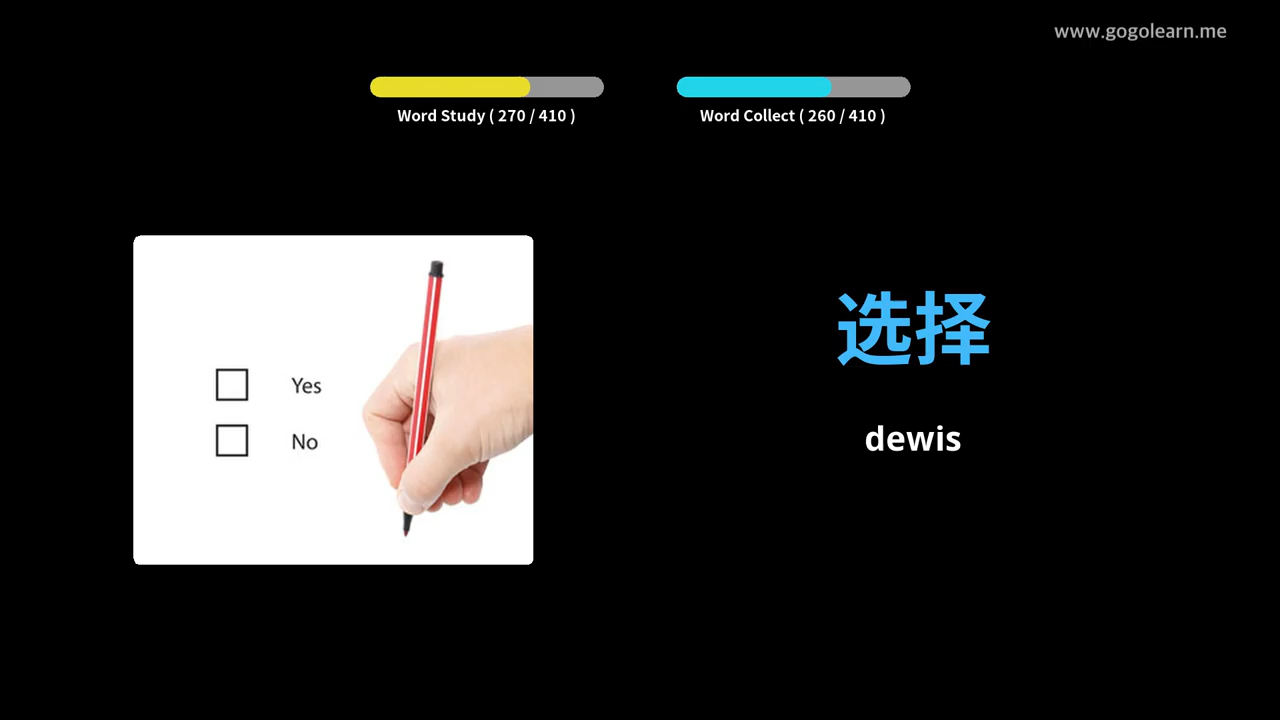 www.gogolearn.me
Word Study ( 270 / 410 )
Word Collect ( 260 / 410 )
Yes
No
选择
dewis